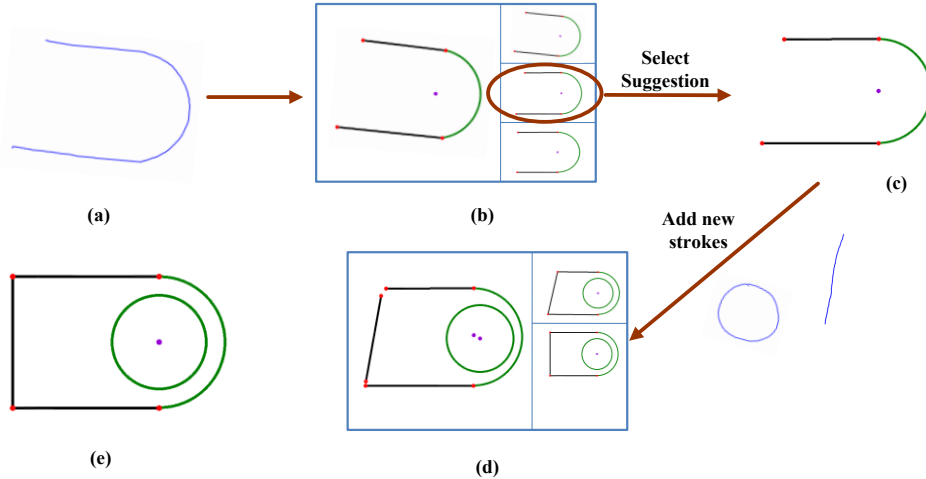 Select
Suggestion
(a)
(b)
(c)
Add new
strokes
(e)
(d)